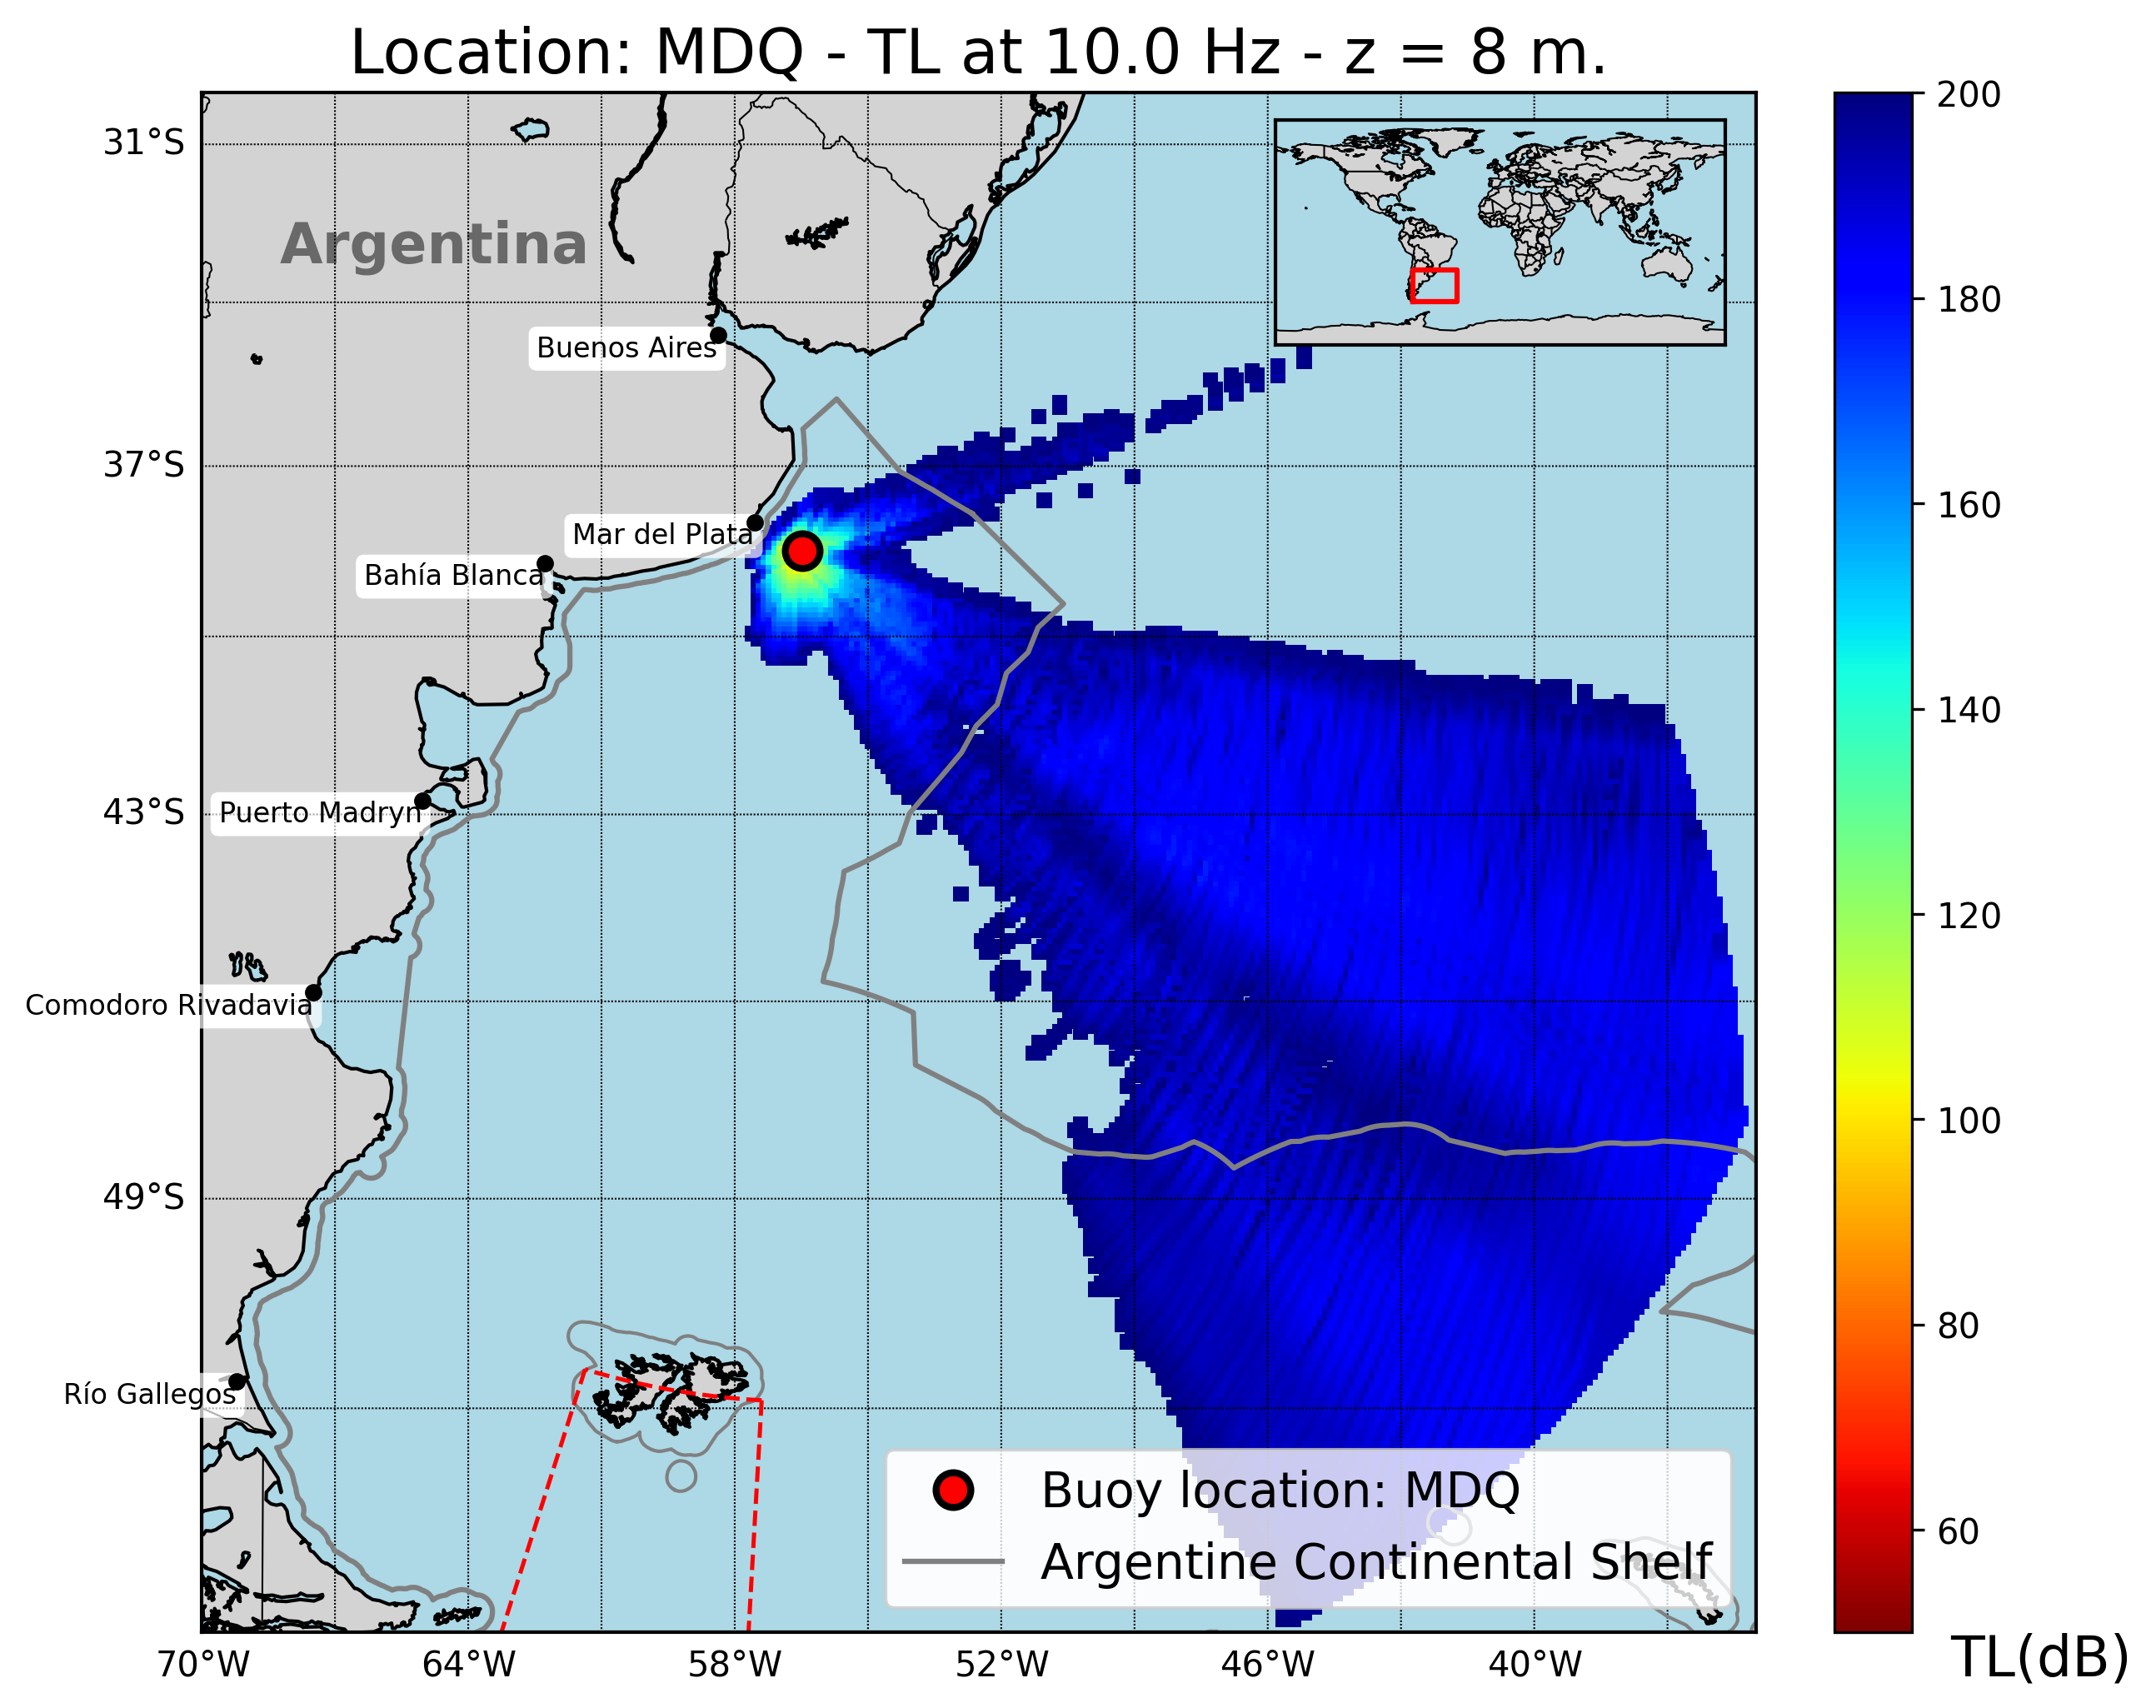 Location: MDQ - TL at 10.0 Hz - z = 8 m.
31°S
37°S
43°S
49°S
Argentina
Buenos Aires
Mar del Plata
Bahía Blanca
Puerto Madryn
Comodoro Rivadavia
Río Gallegos
Buoy location: MDQ
Argentine Continental Shelf
70°W
64°W
58°W
52°W
46°W
40°W
200
180
160
140
120
100
80
60
TL(dB)